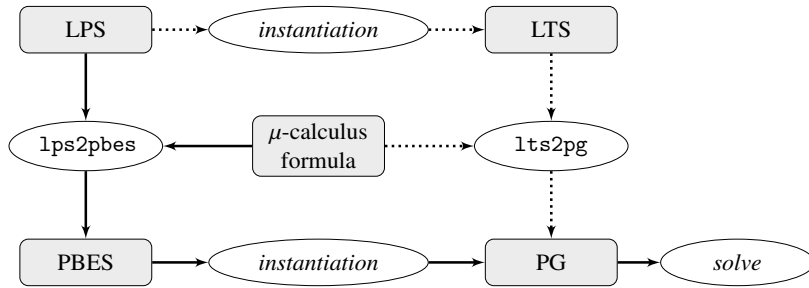 LPS
instantiation
LTS
lps2pbes
μ-calculus
formula
lts2pg
PBES
instantiation
PG
solve